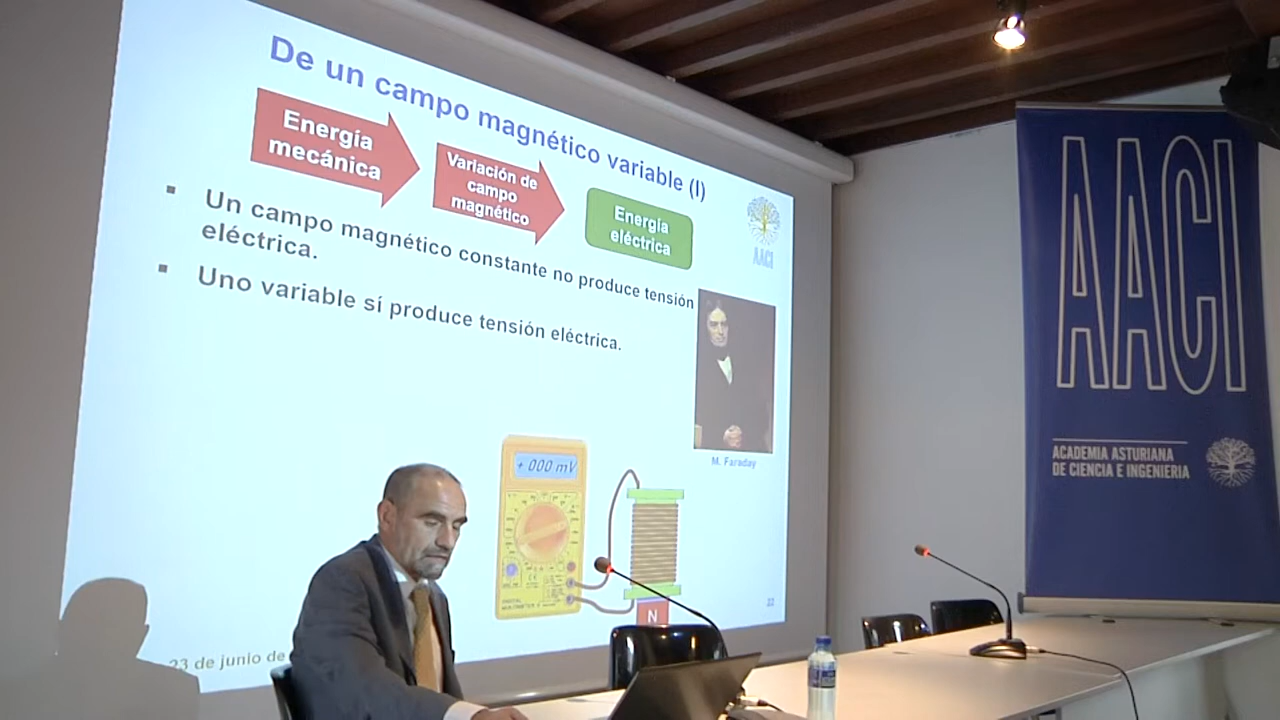 De un campo magnético variable (I)
Energía
mecánica
Variación de
campo
magnético
Energía
eléctrica
AACI
Un campo magnético constante no produce tensión
eléctrica.
Uno variable sí produce tensión eléctrica.
M. Faraday
+ 000 mV
N
22
23 de junio de
AACI
ACADEMIA ASTURIANA
DE CIENCIA E INGENIERIA